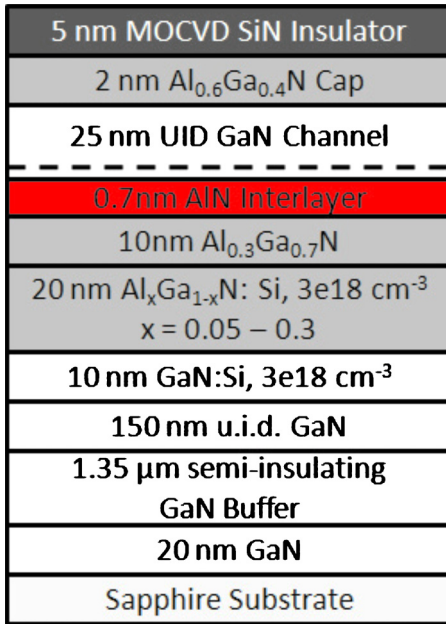 5 nm MOCVD SiN Insulator
2 nm Al₀.₆Ga₀.₄N Cap
25 nm UID GaN Channel
0.7nm AlN Interlayer
10nm Al₀.₃Ga₀.₇N
20 nm AlₓGa₁₋ₓN: Si, 3e18 cm⁻³
x = 0.05 – 0.3
10 nm GaN:Si, 3e18 cm⁻³
150 nm u.i.d. GaN
1.35 µm semi-insulating
GaN Buffer
20 nm GaN
Sapphire Substrate